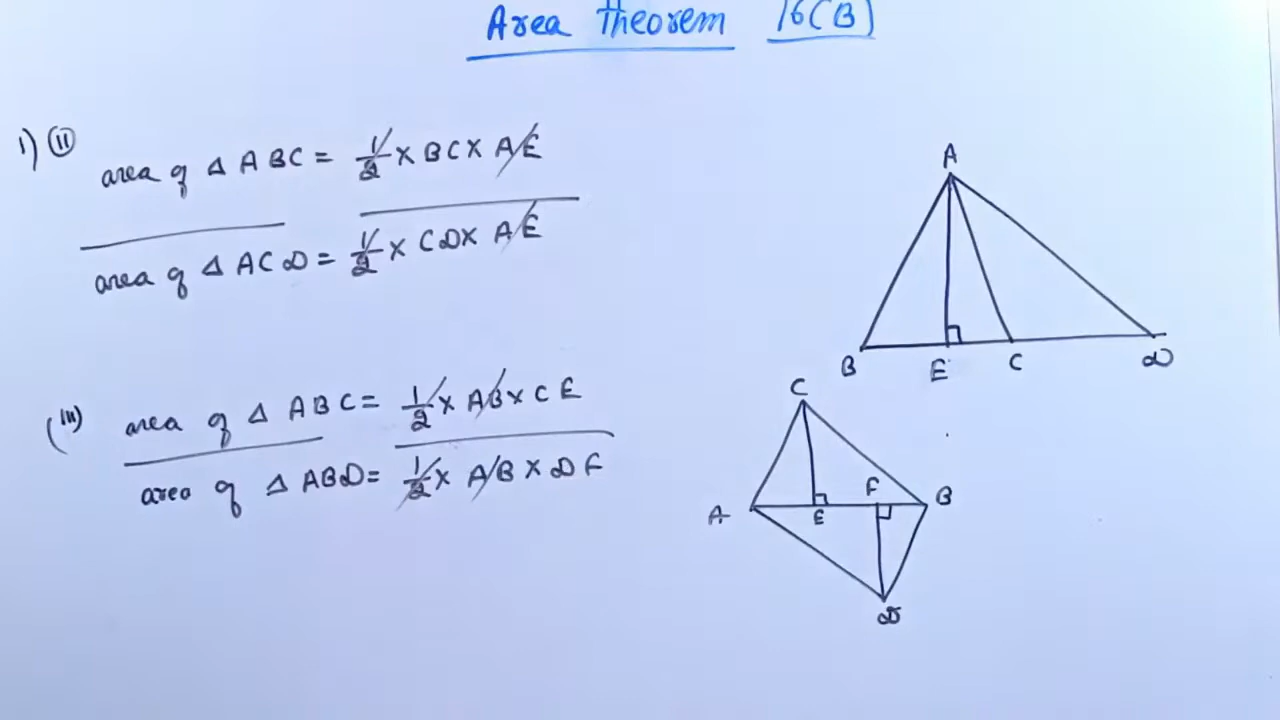 Area Theorem 16(B)
1) (ii) area of Δ ABC = 1/2 × BC × AE
area of Δ ACD = 1/2 × CD × AE
(iii) area of Δ ABC = 1/2 × AB × CE
area of Δ ABD = 1/2 × AB × DF
A
B E C D
C
A E F B
D